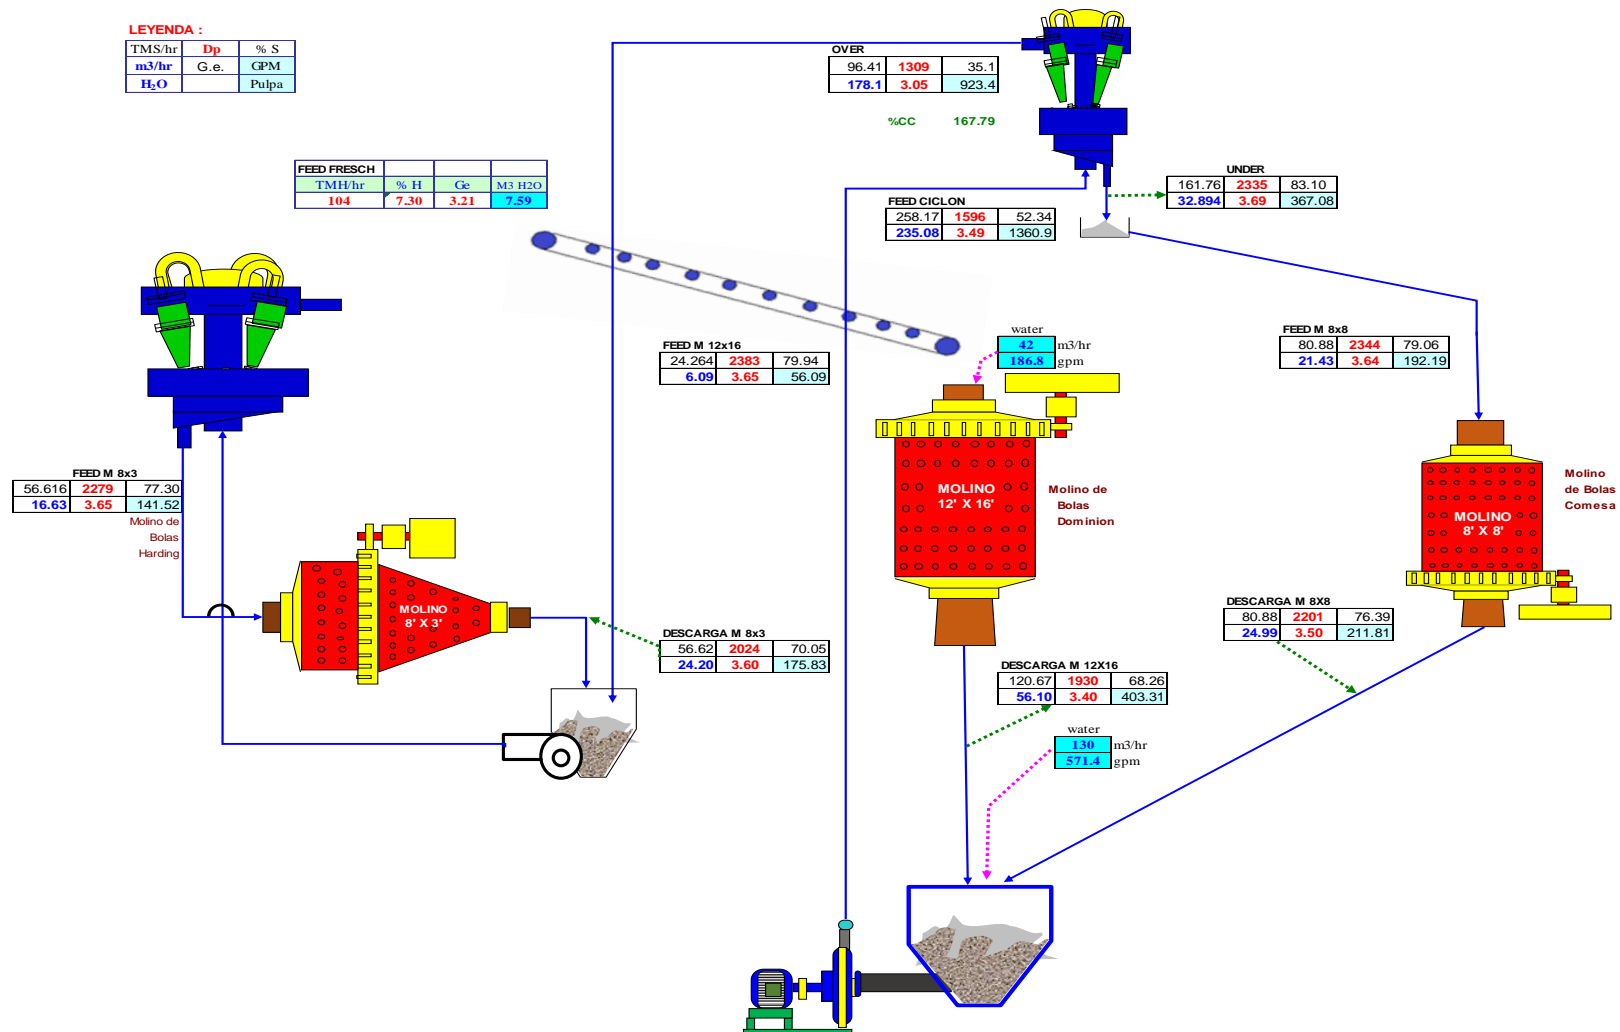 LEYENDA :
TMS/hr Dp % S
m3/hr G.e. GPM
H₂O Pulpa
OVER
96.41 1309 35.1
178.1 3.05 923.4
%CC 167.79
FEED FRESCH
TMH/hr % H Ge M3 H2O
104 7.30 3.21 7.59
UNDER
161.76 2335 83.10
32.894 3.69 367.08
FEED CICLON
258.17 1596 52.34
235.08 3.49 1360.9
FEED M 12x16
24.264 2383 79.94
6.09 3.65 56.09
water
42 m3/hr
186.8 gpm
FEED M 8x8
80.88 2344 79.06
21.43 3.64 192.19
FEED M 8x3
56.616 2279 77.30
16.63 3.65 141.52
Molino de
Bolas
Harding
MOLINO
12' X 16'
Molino de
Bolas
Dominion
MOLINO
8' X 8'
Molino
de Bolas
Comesa
MOLINO
8' X 3'
DESCARGA M 8x3
56.62 2024 70.05
24.20 3.60 175.83
DESCARGA M 8X8
80.88 2201 76.39
24.99 3.50 211.81
DESCARGA M 12X16
120.67 1930 68.26
56.10 3.40 403.31
water
130 m3/hr
571.4 gpm